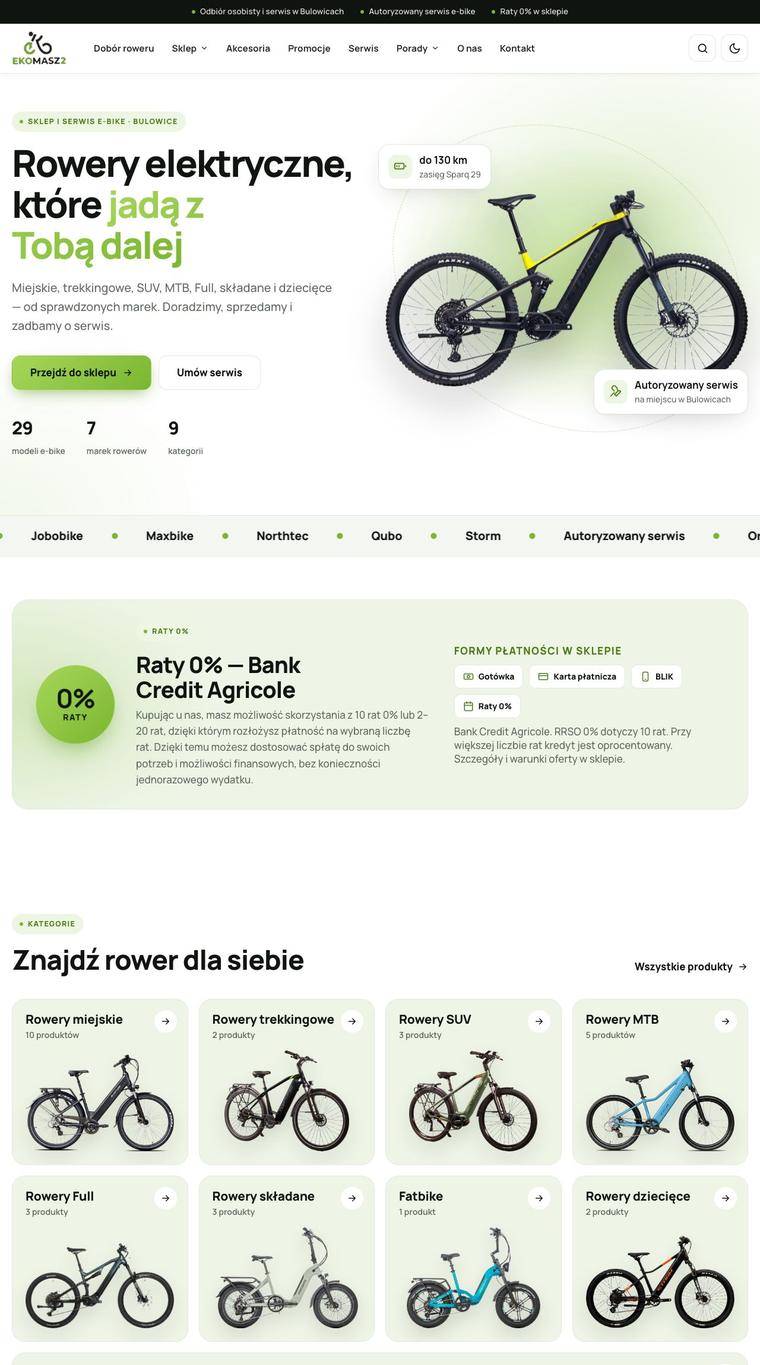 Odbiór osobisty i serwis w Bulowicach
Autoryzowany serwis e-bike
Raty 0% w sklepie
EKOMASZ2
Dobór roweru
Sklep
Akcesoria
Promocje
Serwis
Porady
O nas
Kontakt
SKLEP I SERWIS E-BIKE · BULOWICE
Rowery elektryczne,
które jadą z
Tobą dalej
Miejskie, trekkingowe, SUV, MTB, Full, składane i dziecięce
— od sprawdzonych marek. Doradzimy, sprzedamy i
zadbamy o serwis.
Przejdź do sklepu →
Umów serwis
29
modeli e-bike
7
marek rowerów
9
kategorii
do 130 km
zasięg Sparq 29
Autoryzowany serwis
na miejscu w Bulowicach
Jobobike
Maxbike
Northtec
Qubo
Storm
Autoryzowany serwis
RATY 0%
0%
RATY
Raty 0% — Bank
Credit Agricole
Kupując u nas, masz możliwość skorzystania z 10 rat 0% lub 2–
20 rat, dzięki którym rozłożysz płatność na wybraną liczbę
rat. Dzięki temu możesz dostosować spłatę do swoich
potrzeb i możliwości finansowych, bez konieczności
jednorazowego wydatku.
FORMY PŁATNOŚCI W SKLEPIE
Gotówka
Karta płatnicza
BLIK
Raty 0%
Bank Credit Agricole. RRSO 0% dotyczy 10 rat. Przy
większej liczbie rat kredyt jest oprocentowany.
Szczegóły i warunki oferty w sklepie.
KATEGORIE
Znajdź rower dla siebie
Wszystkie produkty →
Rowery miejskie
10 produktów
Rowery trekkingowe
2 produkty
Rowery SUV
3 produkty
Rowery MTB
5 produktów
Rowery Full
3 produkty
Rowery składane
3 produkty
Fatbike
1 produkt
Rowery dziecięce
2 produkty